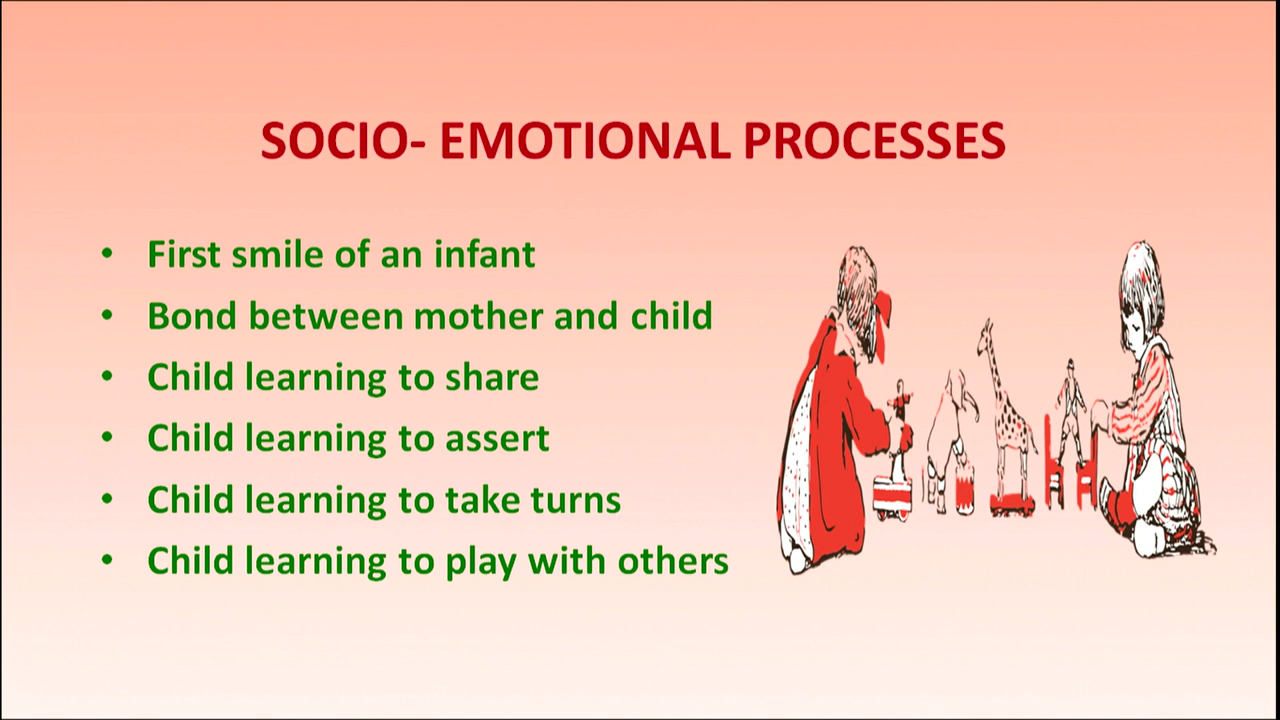 SOCIO- EMOTIONAL PROCESSES
• First smile of an infant
• Bond between mother and child
• Child learning to share
• Child learning to assert
• Child learning to take turns
• Child learning to play with others